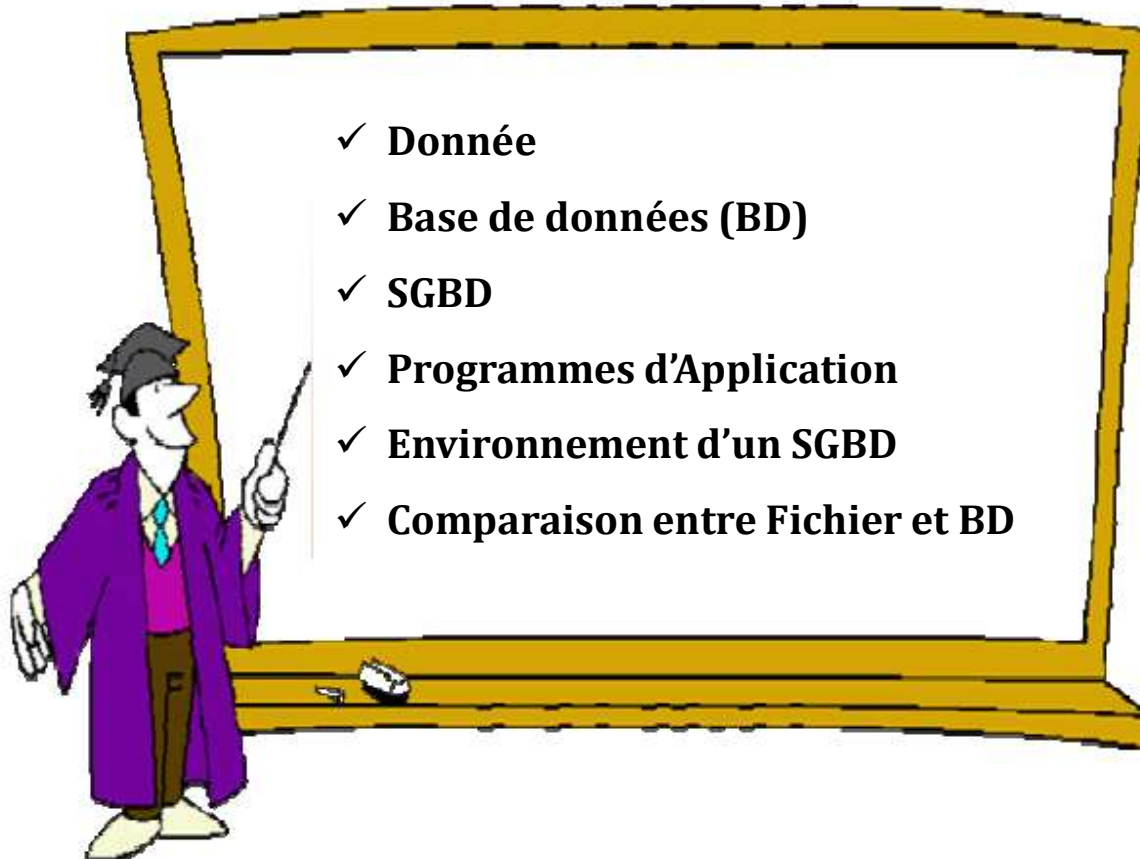 ✓ Donnée
✓ Base de données (BD)
✓ SGBD
✓ Programmes d’Application
✓ Environnement d’un SGBD
✓ Comparaison entre Fichier et BD